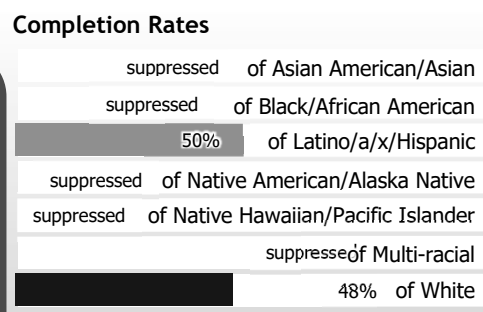 Completion Rates
suppressed of Asian American/Asian
suppressed of Black/African American
50% of Latino/a/x/Hispanic
suppressed of Native American/Alaska Native
suppressed of Native Hawaiian/Pacific Islander
suppressed of Multi-racial
48% of White